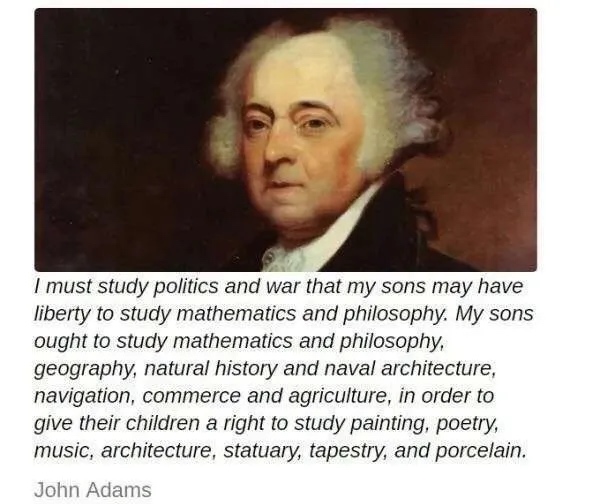 I must study politics and war that my sons may have
liberty to study mathematics and philosophy. My sons
ought to study mathematics and philosophy,
geography, natural history and naval architecture,
navigation, commerce and agriculture, in order to
give their children a right to study painting, poetry,
music, architecture, statuary, tapestry, and porcelain.
John Adams